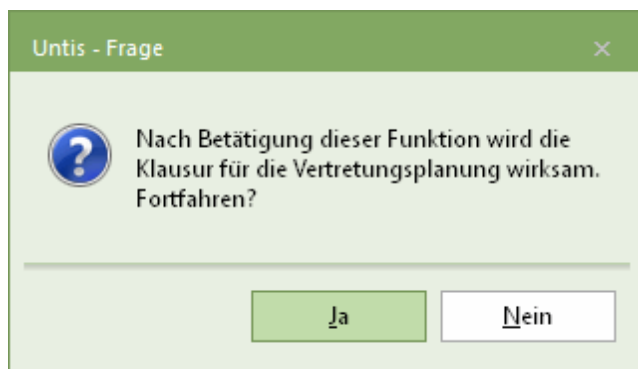 Untis - Frage
Nach Betätigung dieser Funktion wird die
Klausur für die Vertretungsplanung wirksam.
Fortfahren?
Ja
Nein